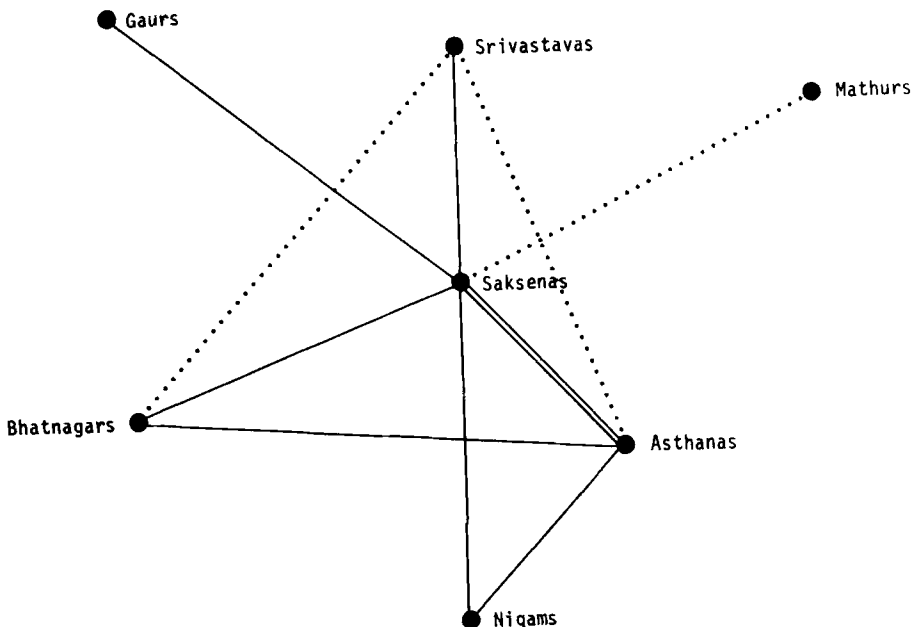 Gaurs
Srivastavas
Mathurs
Saksenas
Bhatnagars
Asthanas
Nigams